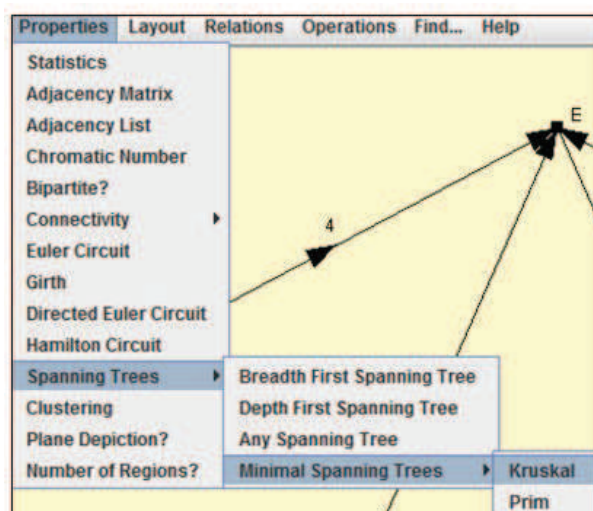 Properties Layout Relations Operations Find... Help
Statistics
Adjacency Matrix
Adjacency List
Chromatic Number
Bipartite?
Connectivity
Euler Circuit
Girth
Directed Euler Circuit
Hamilton Circuit
Spanning Trees
Clustering
Plane Depiction?
Number of Regions?
Breadth First Spanning Tree
Depth First Spanning Tree
Any Spanning Tree
Minimal Spanning Trees
Kruskal
Prim
E
4